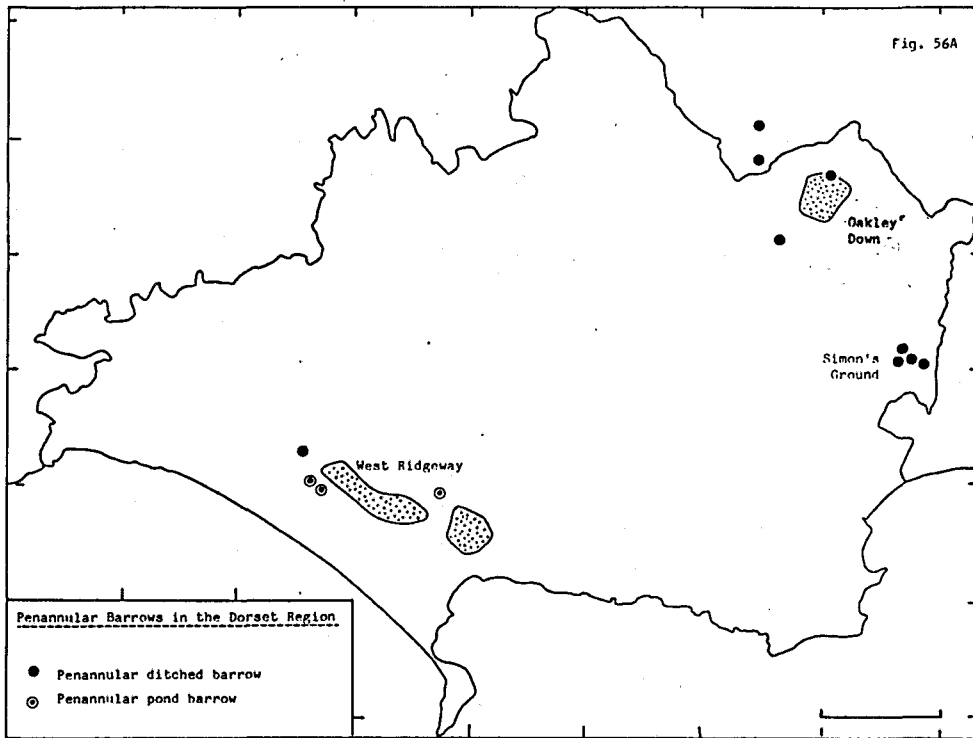 Fig. 56A
Oakley
Down
Simon's
Ground
West Ridgeway
Penannular Barrows in the Dorset Region
Penannular ditched barrow
Penannular pond barrow